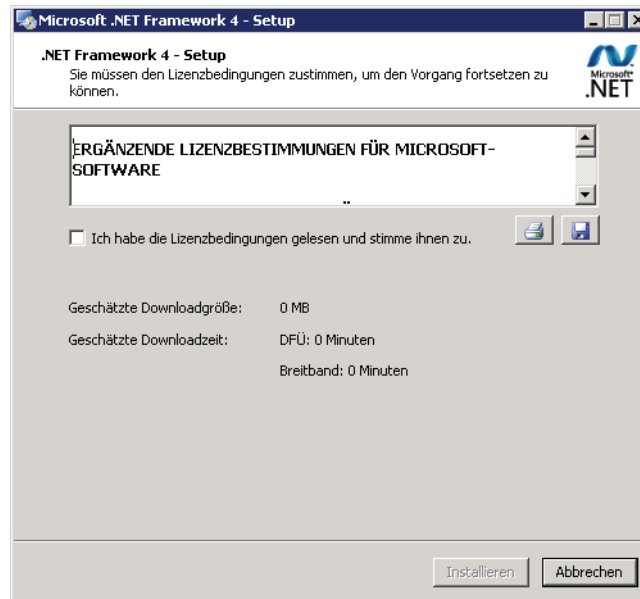 Microsoft .NET Framework 4 - Setup
.NET Framework 4 - Setup
Sie müssen den Lizenzbedingungen zustimmen, um den Vorgang fortsetzen zu
können.
Microsoft
.NET
ERGÄNZENDE LIZENZBESTIMMUNGEN FÜR MICROSOFT-
SOFTWARE
Ich habe die Lizenzbedingungen gelesen und stimme ihnen zu.
Geschätzte Downloadgröße: 0 MB
Geschätzte Downloadzeit: DFÜ: 0 Minuten
Breitband: 0 Minuten
Installieren
Abbrechen